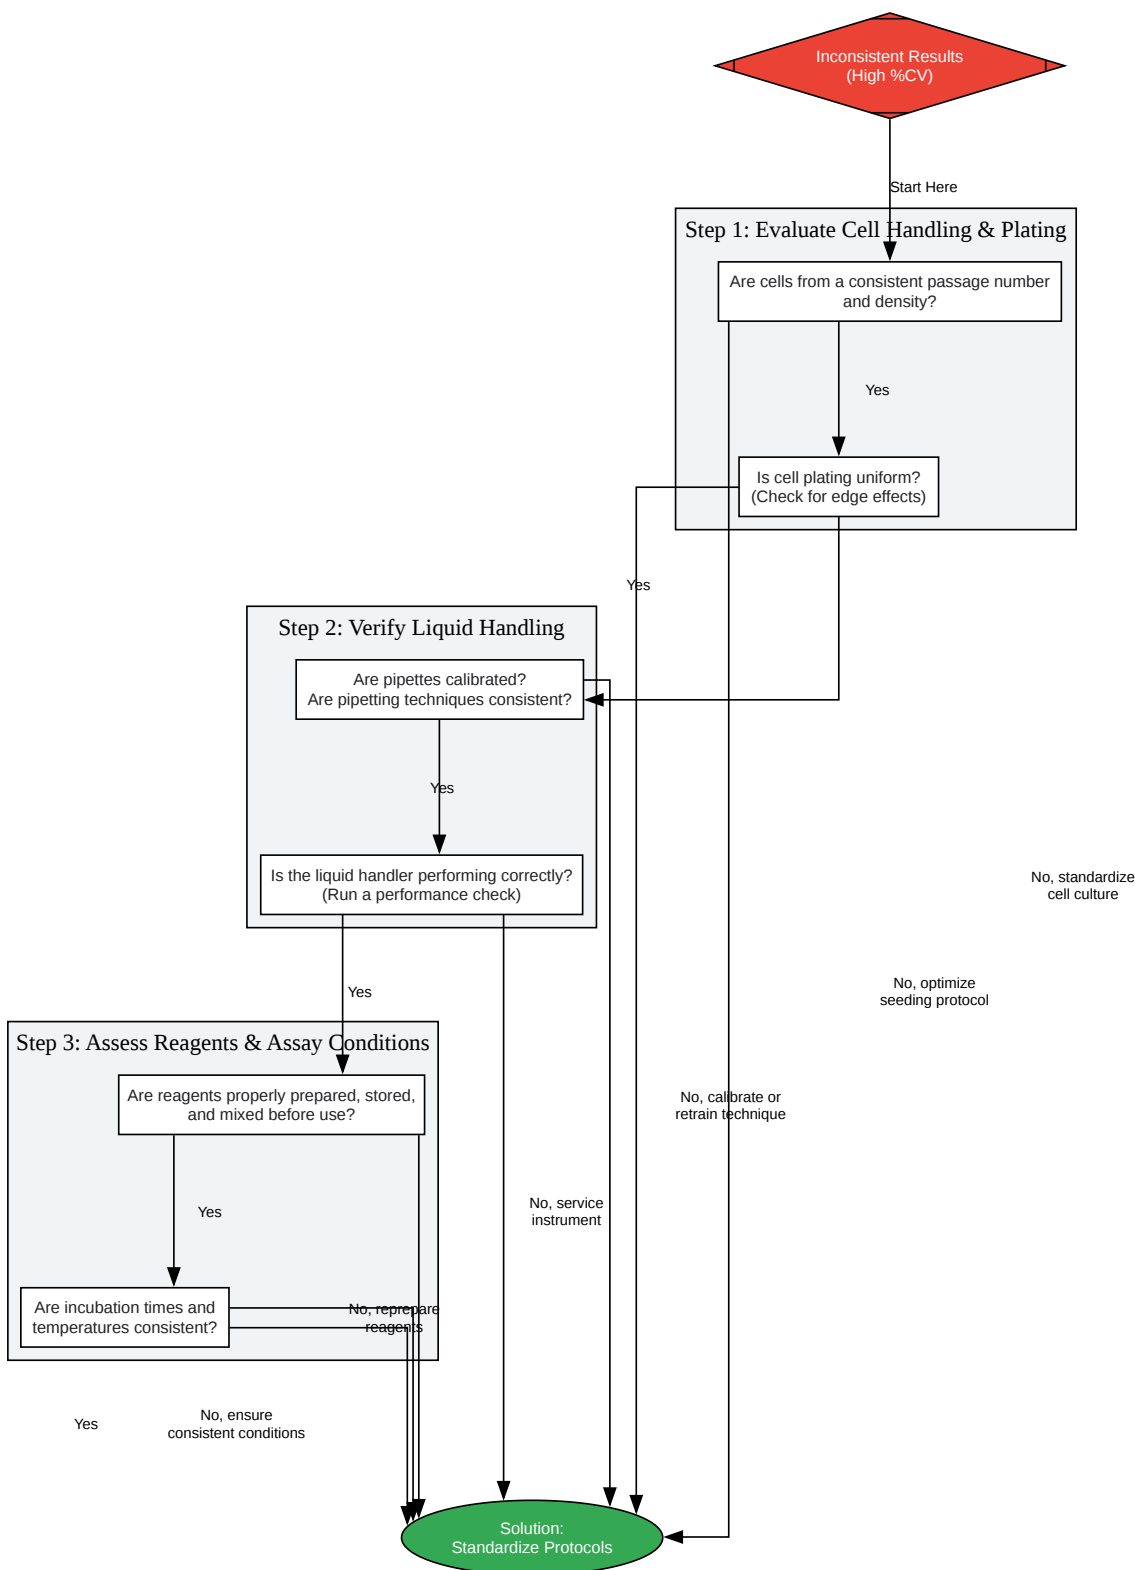 Inconsistent Results
(High %CV)
Start Here
Step 1: Evaluate Cell Handling & Plating
Are cells from a consistent passage number
and density?
Yes
Is cell plating uniform?
(Check for edge effects)
Yes
Step 2: Verify Liquid Handling
Are pipettes calibrated?
Are pipetting techniques consistent?
Yes
Is the liquid handler performing correctly?
(Run a performance check)
No, standardize
cell culture
No, optimize
seeding protocol
Yes
Step 3: Assess Reagents & Assay Conditions
Are reagents properly prepared, stored,
and mixed before use?
No, calibrate or
retrain technique
Yes
No, service
instrument
Are incubation times and
temperatures consistent?
No, reprepare
reagents
Yes
No, ensure
consistent conditions
Solution:
Standardize Protocols